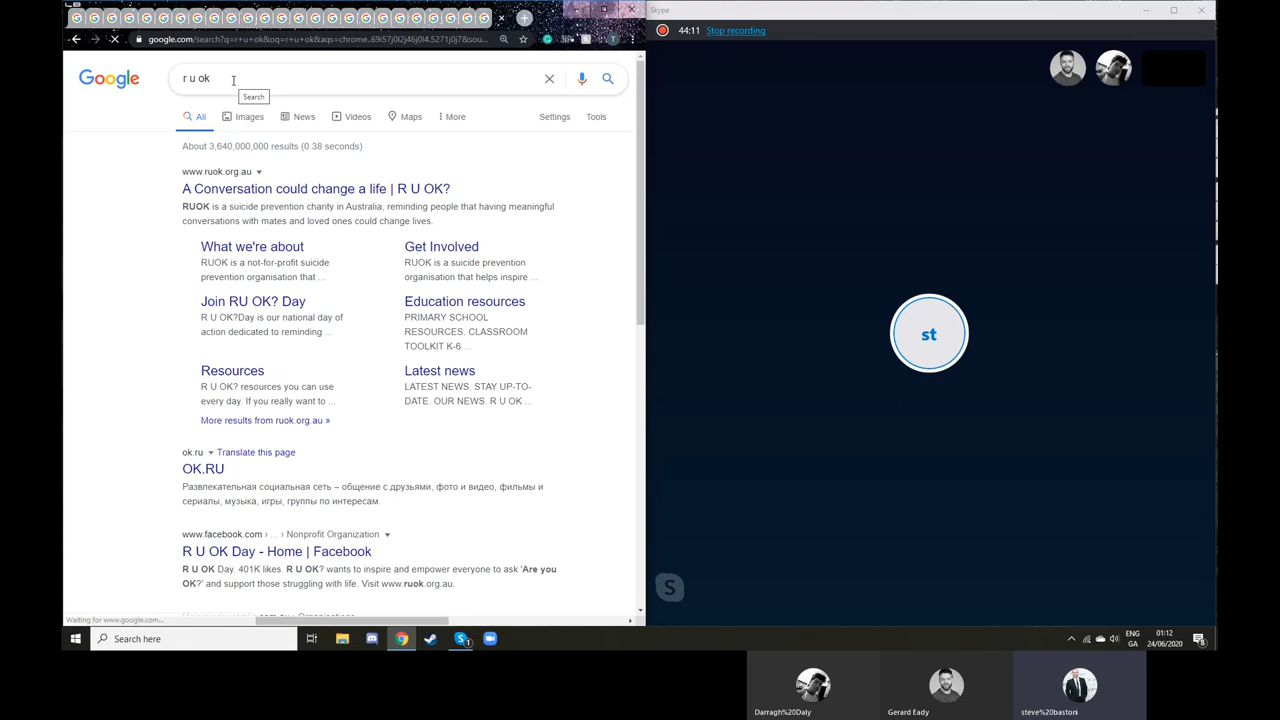 Skype
google.com/search?q=r+u+ok&oq=r+u+ok&aqs=chrome..69i57j0l2j46j0l4.5271j0j7&sou...
44:11 Stop recording
Google
r u ok
Search
All Images News Videos Maps More Settings Tools
About 3,640,000,000 results (0.38 seconds)
www.ruok.org.au
A Conversation could change a life | R U OK?
RUOK is a suicide prevention charity in Australia, reminding people that having meaningful
conversations with mates and loved ones could change lives.
What we're about
RUOK is a not-for-profit suicide
prevention organisation that ...
Get Involved
RUOK is a suicide prevention
organisation that helps inspire ...
Join RU OK? Day
R U OK?Day is our national day of
action dedicated to reminding ...
Education resources
PRIMARY SCHOOL
RESOURCES. CLASSROOM
TOOLKIT K-6 ...
Resources
R U OK? resources you can use
every day. If you really want to ...
Latest news
LATEST NEWS. STAY UP-TO-
DATE. OUR NEWS. R U OK ...
More results from ruok.org.au »
ok.ru Translate this page
OK.RU
Развлекательная социальная сеть – общение с друзьями, фото и видео, фильмы и
сериалы, музыка, игры, группы по интересам.
www.facebook.com › ... › Nonprofit Organization
R U OK Day - Home | Facebook
R U OK Day. 401K likes. R U OK? wants to inspire and empower everyone to ask 'Are you
OK?' and support those struggling with life. Visit www.ruok.org.au.
Waiting for www.google.com...
st
Search here
ENG
GA
01:12
24/06/2020
Darragh%20Daly
Gerard Eady
steve%20bastoni